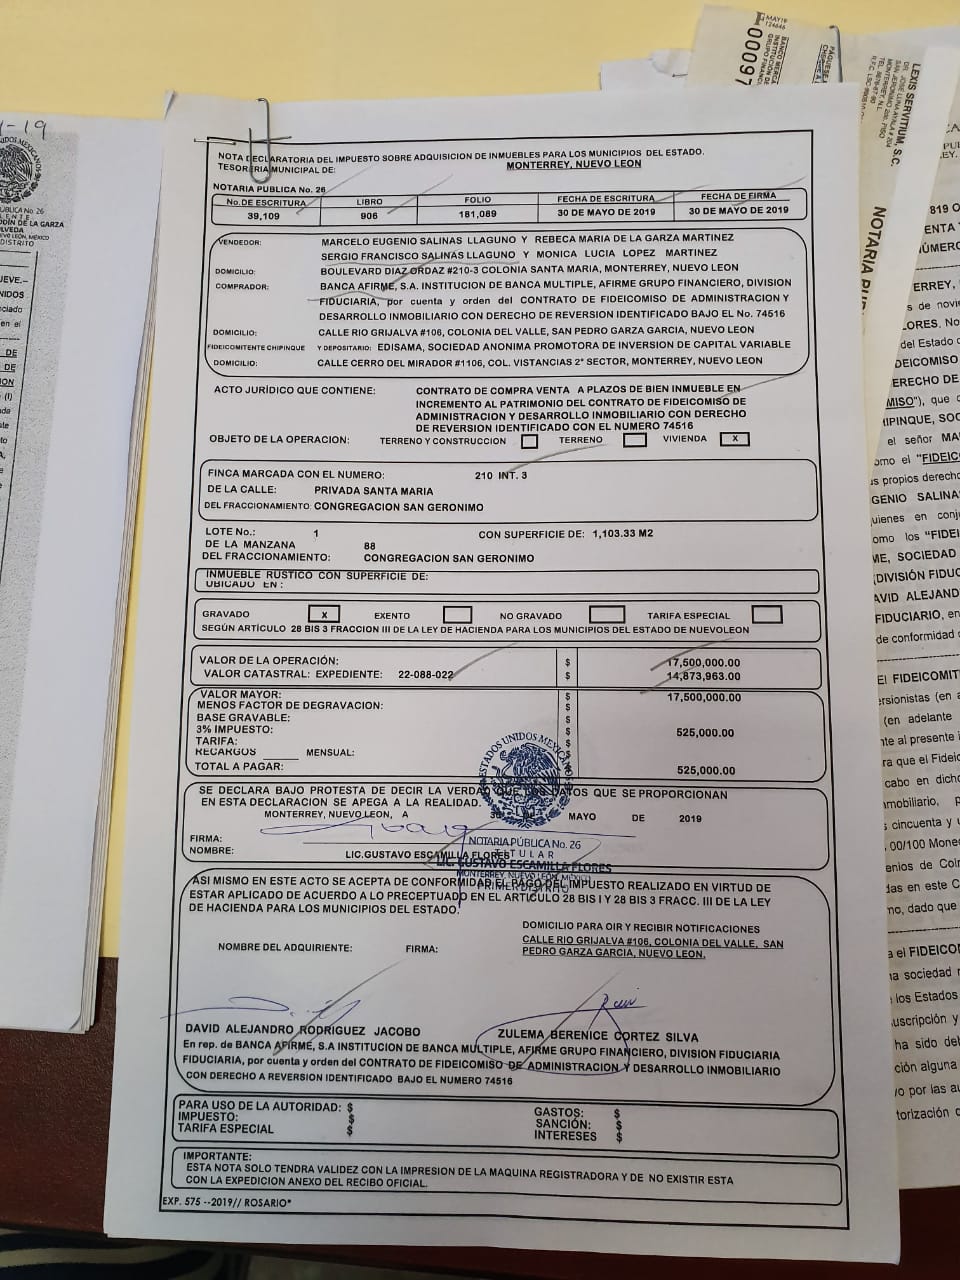 NOTA DECLARATORIA DEL IMPUESTO SOBRE ADQUISICION DE INMUEBLES PARA LOS MUNICIPIOS DEL ESTADO.
TESORERIA MUNICIPAL DE: MONTERREY, NUEVO LEON
NOTARIA PUBLICA No. 26
No. DE ESCRITURA LIBRO FOLIO FECHA DE ESCRITURA FECHA DE FIRMA
39,109 906 181,089 30 DE MAYO DE 2019 30 DE MAYO DE 2019
VENDEDOR: MARCELO EUGENIO SALINAS LLAGUNO Y REBECA MARIA DE LA GARZA MARTINEZ
SERGIO FRANCISCO SALINAS LLAGUNO Y MONICA LUCIA LOPEZ MARTINEZ
DOMICILIO: BOULEVARD DIAZ ORDAZ #210-3 COLONIA SANTA MARIA, MONTERREY, NUEVO LEON
COMPRADOR: BANCA AFIRME, S.A. INSTITUCION DE BANCA MULTIPLE, AFIRME GRUPO FINANCIERO, DIVISION
FIDUCIARIA, por cuenta y orden del CONTRATO DE FIDEICOMISO DE ADMINISTRACION Y
DESARROLLO INMOBILIARIO CON DERECHO DE REVERSION IDENTIFICADO BAJO EL No. 74516
DOMICILIO: CALLE RIO GRIJALVA #106, COLONIA DEL VALLE, SAN PEDRO GARZA GARCIA, NUEVO LEON
FIDEICOMITENTE CHIPINQUE Y DEPOSITARIO: EDISAMA, SOCIEDAD ANONIMA PROMOTORA DE INVERSION DE CAPITAL VARIABLE
DOMICILIO: CALLE CERRO DEL MIRADOR #1106, COL. VISTANCIAS 2° SECTOR, MONTERREY, NUEVO LEON
ACTO JURÍDICO QUE CONTIENE: CONTRATO DE COMPRA VENTA A PLAZOS DE BIEN INMUEBLE EN
INCREMENTO AL PATRIMONIO DEL CONTRATO DE FIDEICOMISO DE
ADMINISTRACION Y DESARROLLO INMOBILIARIO CON DERECHO
DE REVERSION IDENTIFICADO CON EL NUMERO 74516
OBJETO DE LA OPERACION: TERRENO Y CONSTRUCCION TERRENO VIVIENDA X
FINCA MARCADA CON EL NUMERO: 210 INT. 3
DE LA CALLE: PRIVADA SANTA MARIA
DEL FRACCIONAMIENTO: CONGREGACION SAN GERONIMO
LOTE No.: 1 CON SUPERFICIE DE: 1,103.33 M2
DE LA MANZANA 88
DEL FRACCIONAMIENTO: CONGREGACION SAN GERONIMO
INMUEBLE RUSTICO CON SUPERFICIE DE:
UBICADO EN :
GRAVADO X EXENTO NO GRAVADO TARIFA ESPECIAL
SEGÚN ARTÍCULO 28 BIS 3 FRACCION III DE LA LEY DE HACIENDA PARA LOS MUNICIPIOS DEL ESTADO DE NUEVOLEON
VALOR DE LA OPERACIÓN: $ 17,500,000.00
VALOR CATASTRAL: EXPEDIENTE: 22-088-022 $ 14,873,963.00
VALOR MAYOR: $ 17,500,000.00
MENOS FACTOR DE DEGRAVACION: $
BASE GRAVABLE: $
3% IMPUESTO: $ 525,000.00
TARIFA: $
RECARGOS MENSUAL: $
TOTAL A PAGAR: $ 525,000.00
SE DECLARA BAJO PROTESTA DE DECIR LA VERDAD QUE LOS DATOS QUE SE PROPORCIONAN
EN ESTA DECLARACION SE APEGA A LA REALIDAD.
MONTERREY, NUEVO LEON, A 30 DE MAYO DE 2019
ESTADOS UNIDOS MEXICANOS
FIRMA:
NOMBRE: LIC.GUSTAVO ESCAMILLA FLORES
NOTARIA PÚBLICA No. 26
TITULAR
LIC. GUSTAVO ESCAMILLA FLORES
MONTERREY, NUEVO LEON, MÉXICO
PRIMER DISTRITO
ASI MISMO EN ESTE ACTO SE ACEPTA DE CONFORMIDAD EL PAGO DEL IMPUESTO REALIZADO EN VIRTUD DE
ESTAR APLICADO DE ACUERDO A LO PRECEPTUADO EN EL ARTICULO 28 BIS I Y 28 BIS 3 FRACC. III DE LA LEY
DE HACIENDA PARA LOS MUNICIPIOS DEL ESTADO.
DOMICILIO PARA OIR Y RECIBIR NOTIFICACIONES
NOMBRE DEL ADQUIRIENTE: FIRMA: CALLE RIO GRIJALVA #106, COLONIA DEL VALLE, SAN
PEDRO GARZA GARCIA, NUEVO LEON.
DAVID ALEJANDRO RODRIGUEZ JACOBO ZULEMA BERENICE CORTEZ SILVA
En rep. de BANCA AFIRME, S.A INSTITUCION DE BANCA MULTIPLE, AFIRME GRUPO FINANCIERO, DIVISION FIDUCIARIA
FIDUCIARIA, por cuenta y orden del CONTRATO DE FIDEICOMISO DE ADMINISTRACION Y DESARROLLO INMOBILIARIO
CON DERECHO A REVERSION IDENTIFICADO BAJO EL NUMERO 74516
PARA USO DE LA AUTORIDAD: $ GASTOS: $
IMPUESTO: $ SANCIÓN: $
TARIFA ESPECIAL $ INTERESES $
IMPORTANTE:
ESTA NOTA SOLO TENDRA VALIDEZ CON LA IMPRESION DE LA MAQUINA REGISTRADORA Y DE NO EXISTIR ESTA
CON LA EXPEDICION ANEXO DEL RECIBO OFICIAL.
EXP. 575 --2019// ROSARIO*
LEXIS SERVITIUM, S.C.